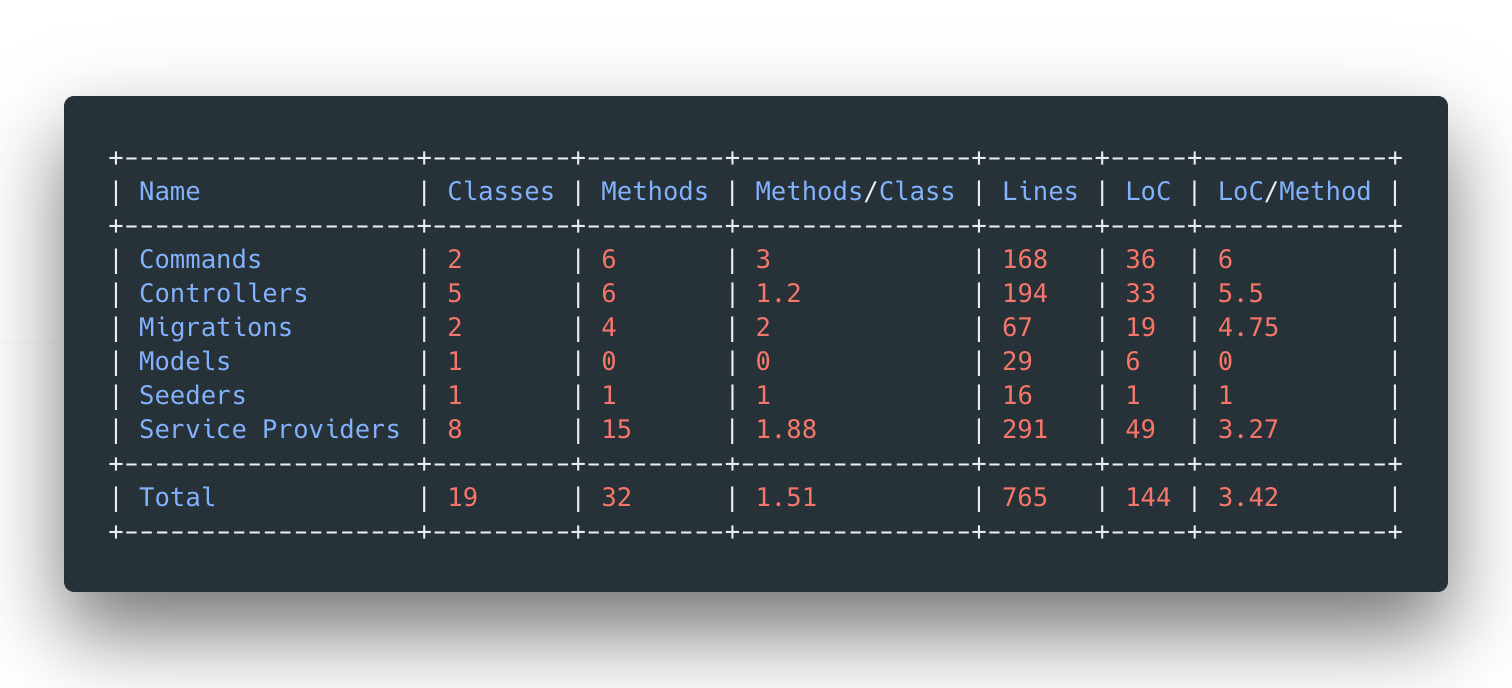 +-------------------+---------+---------+---------------+-------+-----+------------+
| Name              | Classes | Methods | Methods/Class | Lines | LoC | LoC/Method |
+-------------------+---------+---------+---------------+-------+-----+------------+
| Commands          | 2       | 6       | 3             | 168   | 36  | 6          |
| Controllers       | 5       | 6       | 1.2           | 194   | 33  | 5.5        |
| Migrations        | 2       | 4       | 2             | 67    | 19  | 4.75       |
| Models            | 1       | 0       | 0             | 29    | 6   | 0          |
| Seeders           | 1       | 1       | 1             | 16    | 1   | 1          |
| Service Providers | 8       | 15      | 1.88          | 291   | 49  | 3.27       |
+-------------------+---------+---------+---------------+-------+-----+------------+
| Total             | 19      | 32      | 1.51          | 765   | 144 | 3.42       |
+-------------------+---------+---------+---------------+-------+-----+------------+